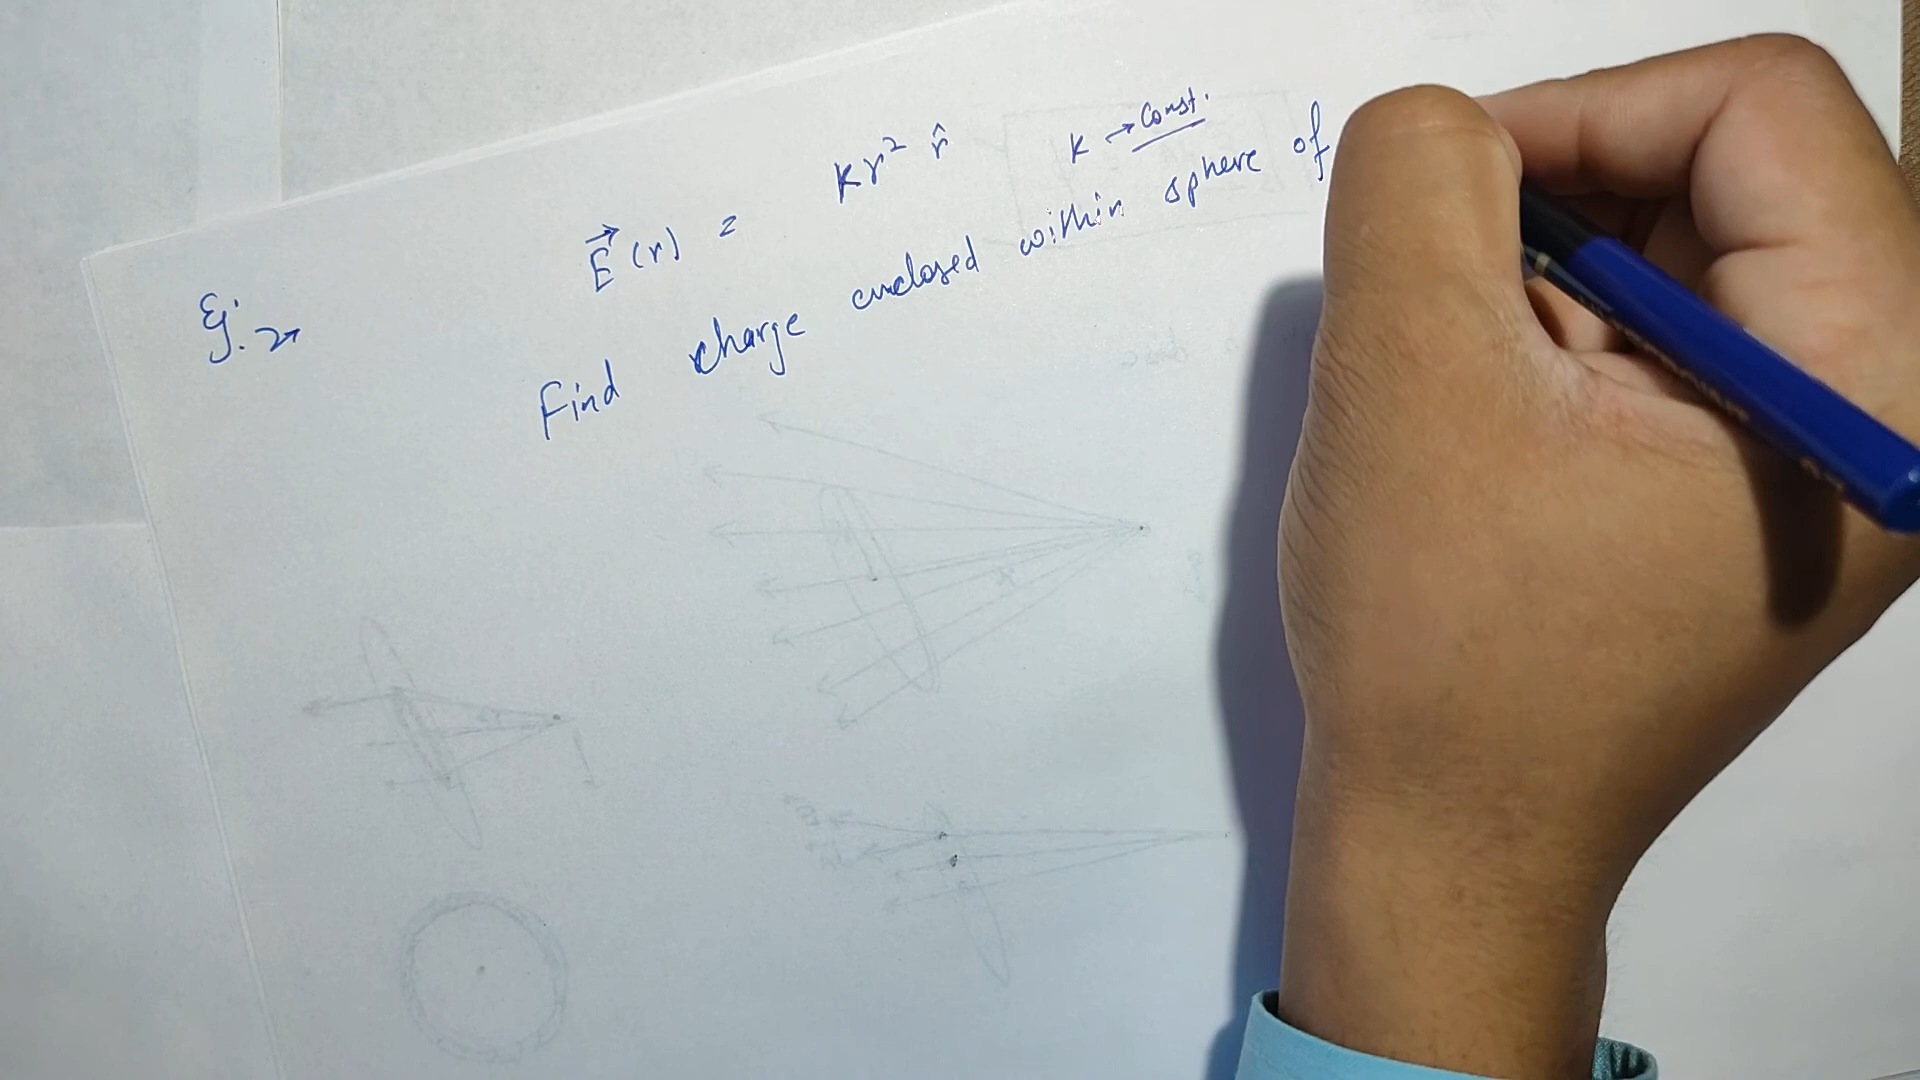 Eg. → E⃗(r) = Kr² r̂ K → Const.
Find charge enclosed within sphere of